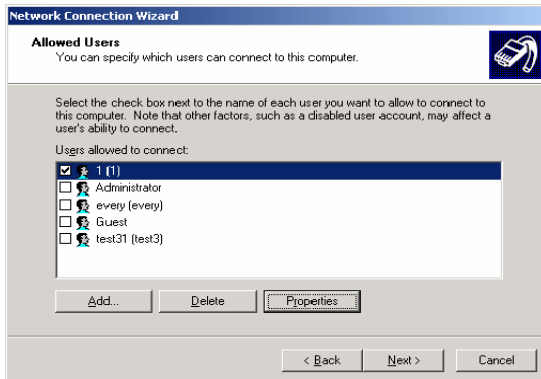 Network Connection Wizard
Allowed Users
You can specify which users can connect to this computer.
Select the check box next to the name of each user you want to allow to connect to
this computer. Note that other factors, such as a disabled user account, may affect a
user's ability to connect.
Users allowed to connect:
1 (1)
Administrator
every (every)
Guest
test31 (test3)
Add... Delete Properties
< Back Next > Cancel